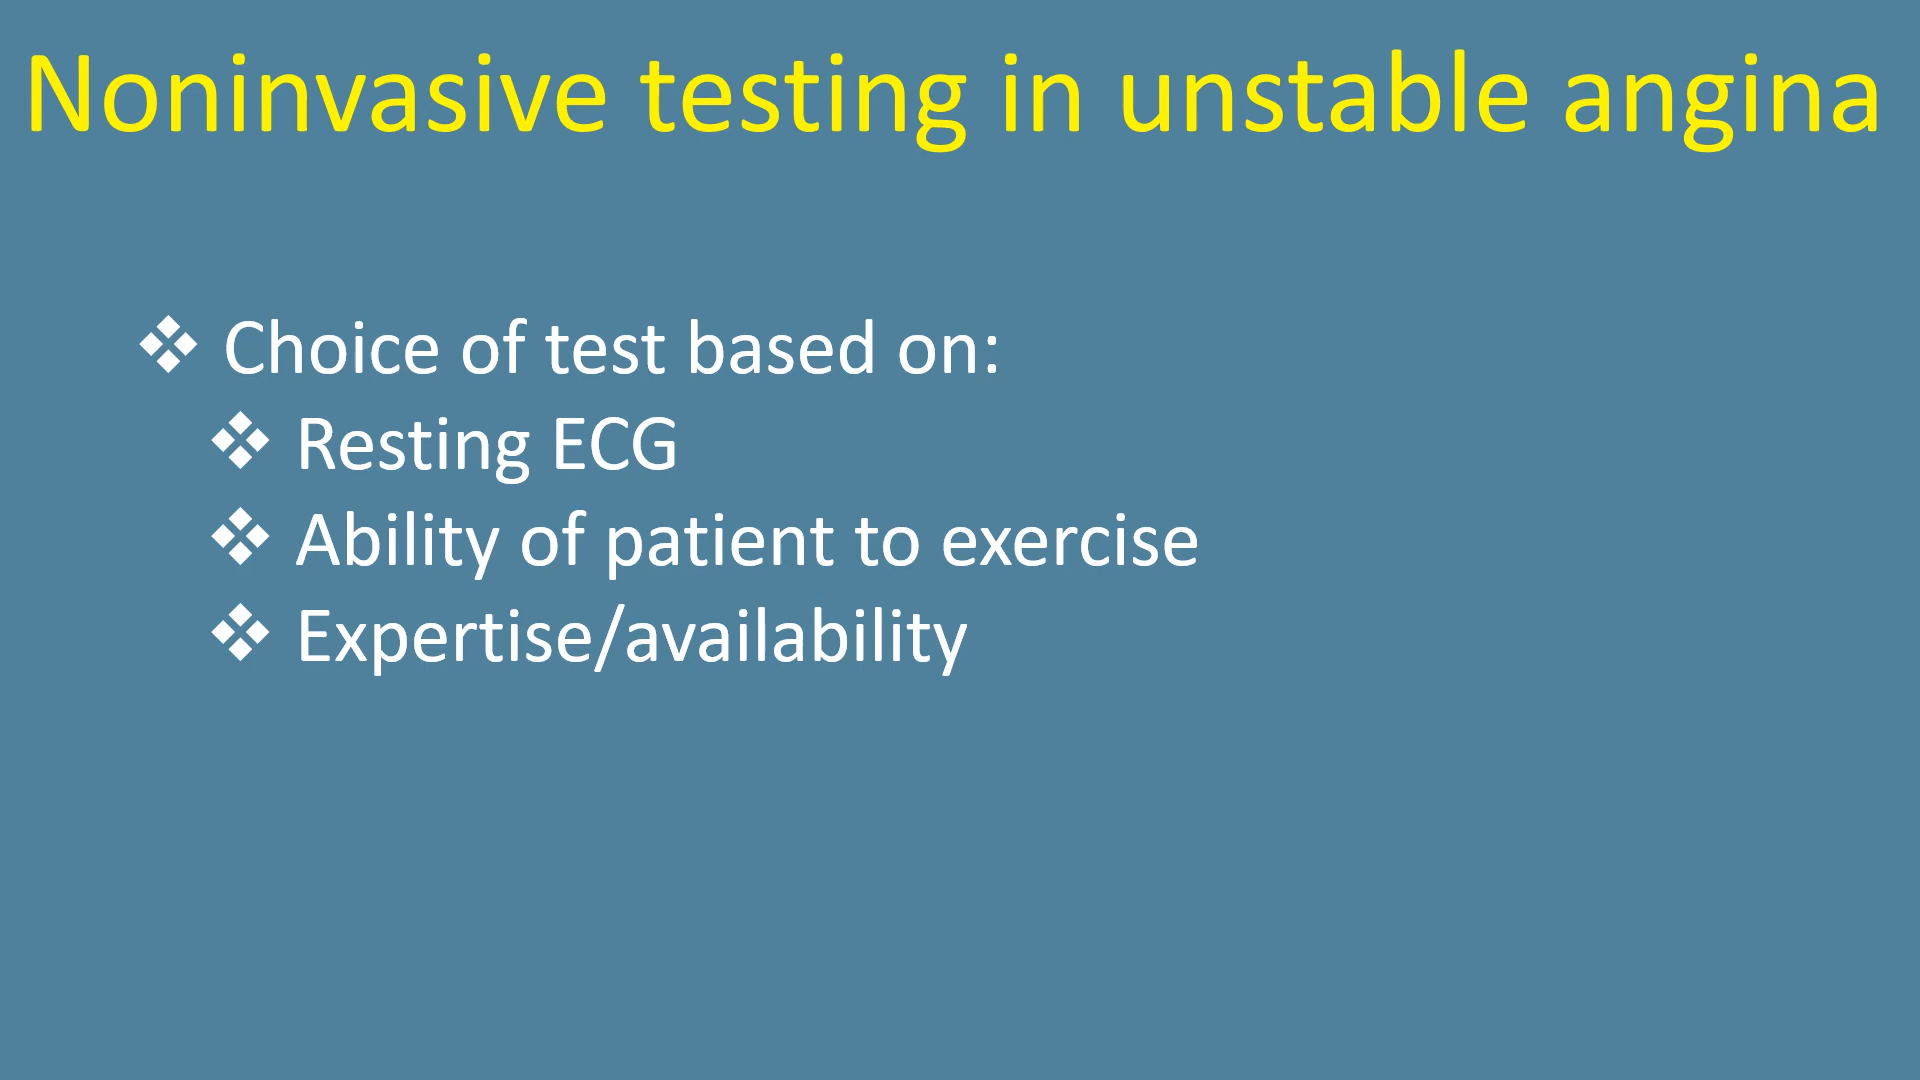 Noninvasive testing in unstable angina
❖ Choice of test based on:
❖ Resting ECG
❖ Ability of patient to exercise
❖ Expertise/availability